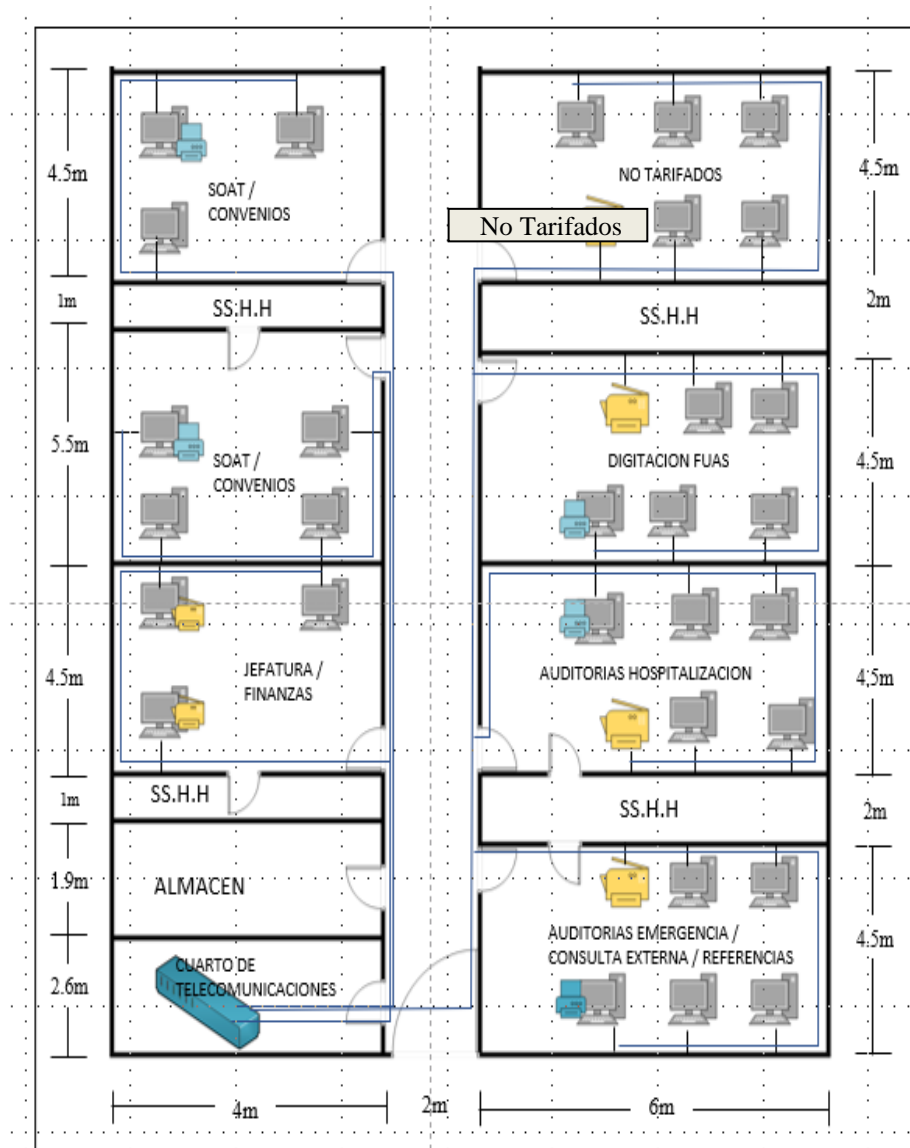 4.5m
SOAT /
CONVENIOS
1m
SS.H.H
5.5m
SOAT /
CONVENIOS
4.5m
JEFATURA /
FINANZAS
1m
SS.H.H
1.9m
ALMACEN
2.6m
CUARTO DE
TELECOMUNICACIONES
4m
2m
NO TARIFADOS
No Tarifados
4.5m
SS.H.H
2m
DIGITACION FUAS
4.5m
AUDITORIAS HOSPITALIZACION
4.5m
SS.H.H
2m
AUDITORIAS EMERGENCIA /
CONSULTA EXTERNA / REFERENCIAS
4.5m
6m